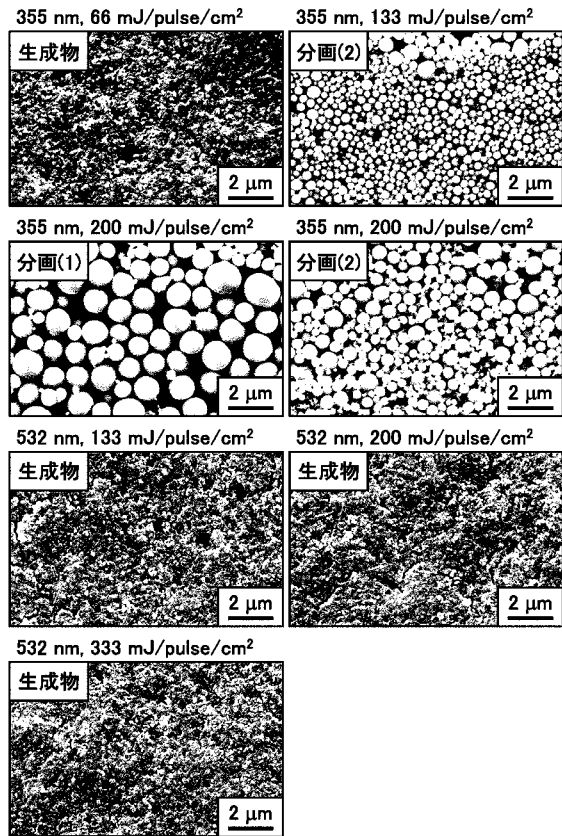 355 nm, 66 mJ/pulse/cm²
生成物
2 μm
355 nm, 133 mJ/pulse/cm²
分画(2)
2 μm
355 nm, 200 mJ/pulse/cm²
分画(1)
2 μm
355 nm, 200 mJ/pulse/cm²
分画(2)
2 μm
532 nm, 133 mJ/pulse/cm²
生成物
2 μm
532 nm, 200 mJ/pulse/cm²
生成物
2 μm
532 nm, 333 mJ/pulse/cm²
生成物
2 μm